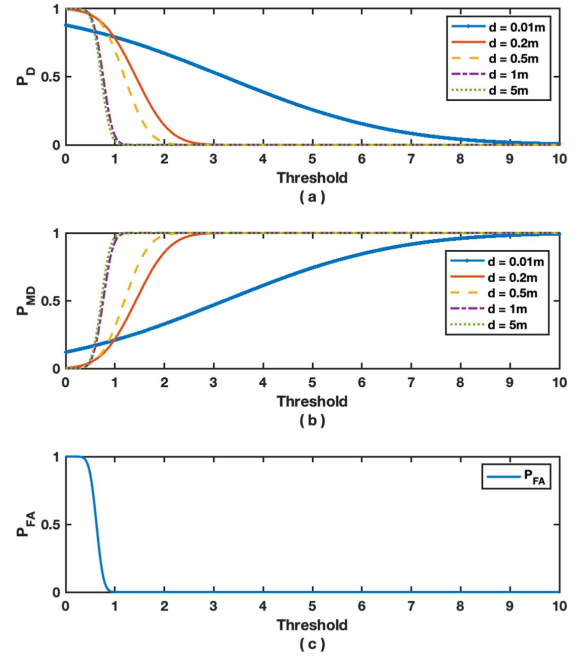 1
0.5
0
P_D
0 1 2 3 4 5 6 7 8 9 10
Threshold
( a )
d = 0.01m
d = 0.2m
d = 0.5m
d = 1m
d = 5m
1
0.5
0
P_MD
0 1 2 3 4 5 6 7 8 9 10
Threshold
( b )
d = 0.01m
d = 0.2m
d = 0.5m
d = 1m
d = 5m
1
0.5
0
P_FA
0 1 2 3 4 5 6 7 8 9 10
Threshold
( c )
P_FA